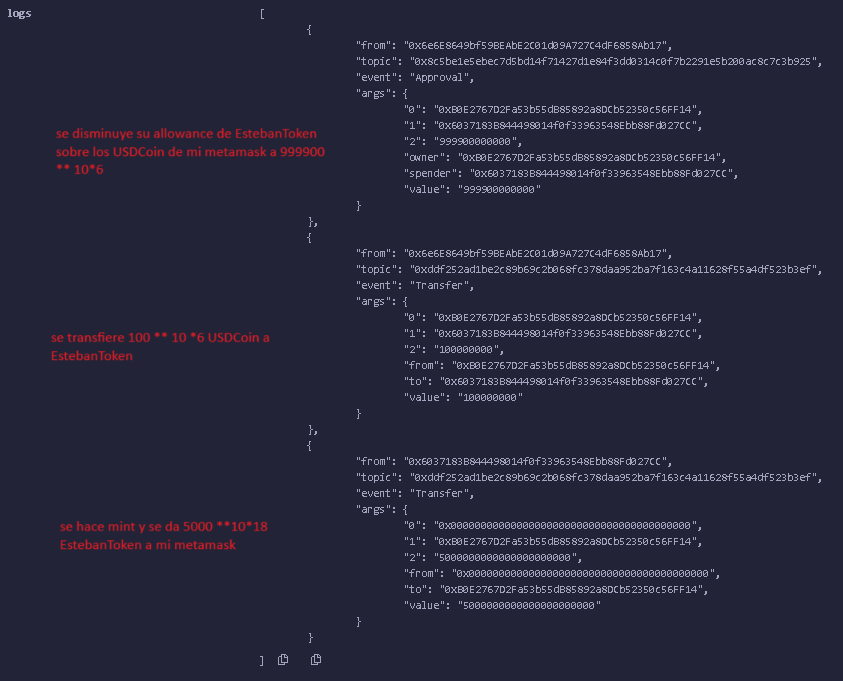 logs [
{
"from": "0x6e6E8649bf59BEAbE2C01d09A727C4dF6858Ab17",
"topic": "0x8c5be1e5ebec7d5bd14f71427d1e84f3dd0314c0f7b2291e5b200ac8c7c3b925",
"event": "Approval",
"args": {
"0": "0xB0E2767D2Fa53b55dB85892a8DCb52350c56FF14",
"1": "0x6037183B844498014f0f33963548Ebb88Fd027CC",
"2": "999900000000",
"owner": "0xB0E2767D2Fa53b55dB85892a8DCb52350c56FF14",
"spender": "0x6037183B844498014f0f33963548Ebb88Fd027CC",
"value": "999900000000"
}
},
se disminuye su allowance de EstebanToken
sobre los USDCoin de mi metamask a 999900
** 10*6
{
"from": "0x6e6E8649bf59BEAbE2C01d09A727C4dF6858Ab17",
"topic": "0xddf252ad1be2c89b69c2b068fc378daa952ba7f163c4a11628f55a4df523b3ef",
"event": "Transfer",
"args": {
"0": "0xB0E2767D2Fa53b55dB85892a8DCb52350c56FF14",
"1": "0x6037183B844498014f0f33963548Ebb88Fd027CC",
"2": "100000000",
"from": "0xB0E2767D2Fa53b55dB85892a8DCb52350c56FF14",
"to": "0x6037183B844498014f0f33963548Ebb88Fd027CC",
"value": "100000000"
}
},
se transfiere 100 ** 10 *6 USDCoin a
EstebanToken
{
"from": "0x6037183B844498014f0f33963548Ebb88Fd027CC",
"topic": "0xddf252ad1be2c89b69c2b068fc378daa952ba7f163c4a11628f55a4df523b3ef",
"event": "Transfer",
"args": {
"0": "0x0000000000000000000000000000000000000000",
"1": "0xB0E2767D2Fa53b55dB85892a8DCb52350c56FF14",
"2": "5000000000000000000000",
"from": "0x0000000000000000000000000000000000000000",
"to": "0xB0E2767D2Fa53b55dB85892a8DCb52350c56FF14",
"value": "5000000000000000000000"
}
}
se hace mint y se da 5000 **10*18
EstebanToken a mi metamask
]